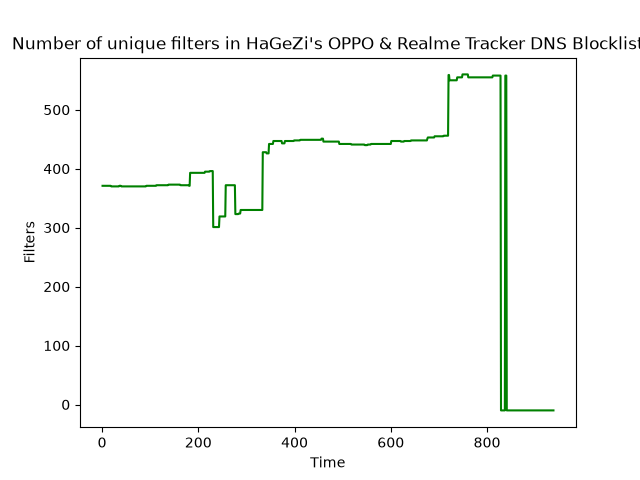 Number of unique filters in HaGeZi's OPPO & Realme Tracker DNS Blocklist
Filters
500
400
300
200
100
0
0 200 400 600 800
Time